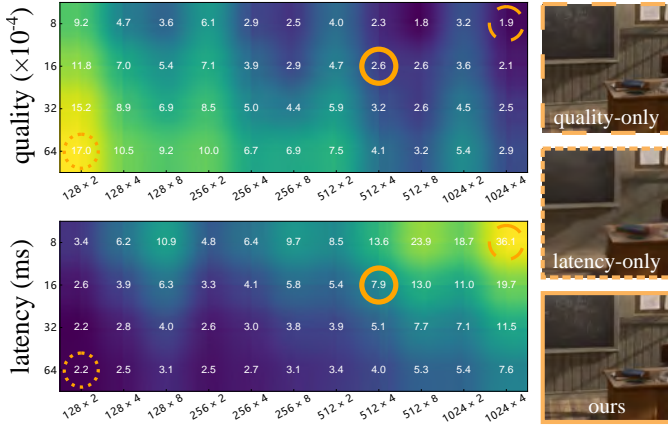 quality (×10⁻⁴)
8 9.2 4.7 3.6 6.1 2.9 2.5 4.0 2.3 1.8 3.2 1.9
16 11.8 7.0 5.4 7.1 3.9 2.9 4.7 2.6 2.6 3.6 2.1
32 15.2 8.9 6.9 8.5 5.0 4.4 5.9 3.2 2.6 4.5 2.5
64 17.0 10.5 9.2 10.0 6.7 6.9 7.5 4.1 3.2 5.4 2.9
128 × 2 128 × 4 128 × 8 256 × 2 256 × 4 256 × 8 512 × 2 512 × 4 512 × 8 1024 × 2 1024 × 4
latency (ms)
8 3.4 6.2 10.9 4.8 6.4 9.7 8.5 13.6 23.9 18.7 36.1
16 2.6 3.9 6.3 3.3 4.1 5.8 5.4 7.9 13.0 11.0 19.7
32 2.2 2.8 4.0 2.6 3.0 3.8 3.9 5.1 7.7 7.1 11.5
64 2.2 2.5 3.1 2.5 2.7 3.1 3.4 4.0 5.3 5.4 7.6
128 × 2 128 × 4 128 × 8 256 × 2 256 × 4 256 × 8 512 × 2 512 × 4 512 × 8 1024 × 2 1024 × 4
quality-only
latency-only
ours